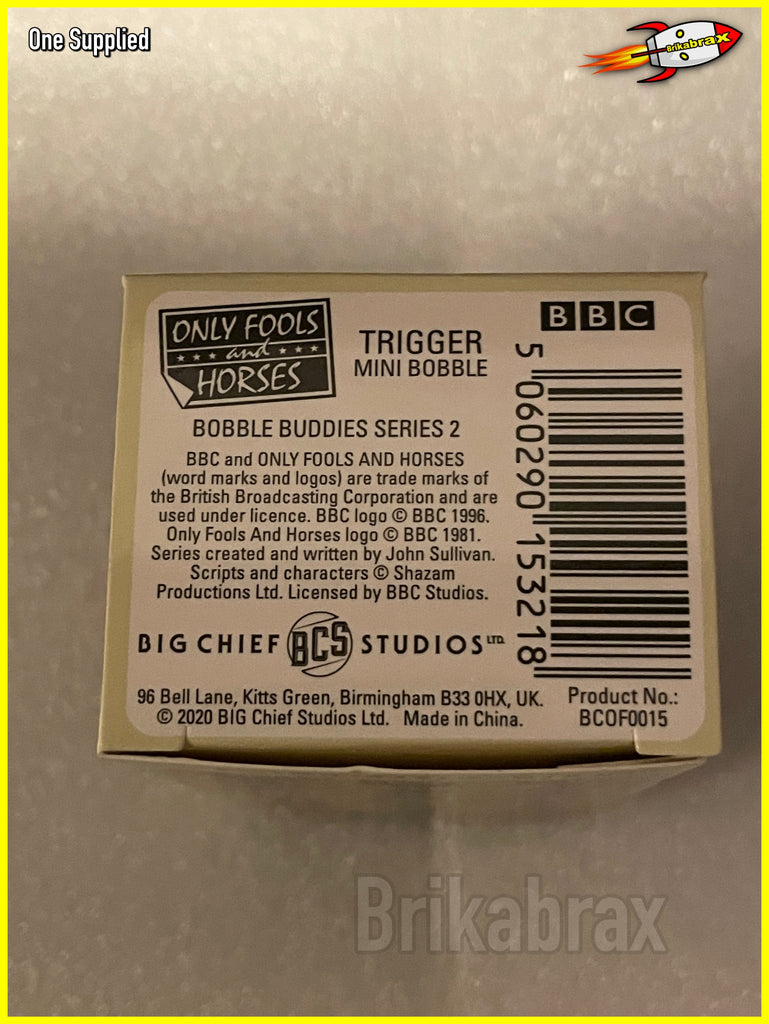 One Supplied
Brikabrax
ONLY FOOLS
and
HORSES
TRIGGER
MINI BOBBLE
BBC
BOBBLE BUDDIES SERIES 2
BBC and ONLY FOOLS AND HORSES
(word marks and logos) are trade marks of
the British Broadcasting Corporation and are
used under licence. BBC logo © BBC 1996.
Only Fools And Horses logo © BBC 1981.
Series created and written by John Sullivan.
Scripts and characters © Shazam
Productions Ltd. Licensed by BBC Studios.
5 060290 153218
BIG CHIEF BCS STUDIOS LTD.
96 Bell Lane, Kitts Green, Birmingham B33 0HX, UK.
© 2020 BIG Chief Studios Ltd. Made in China.
Product No.:
BCOF0015
Brikabrax